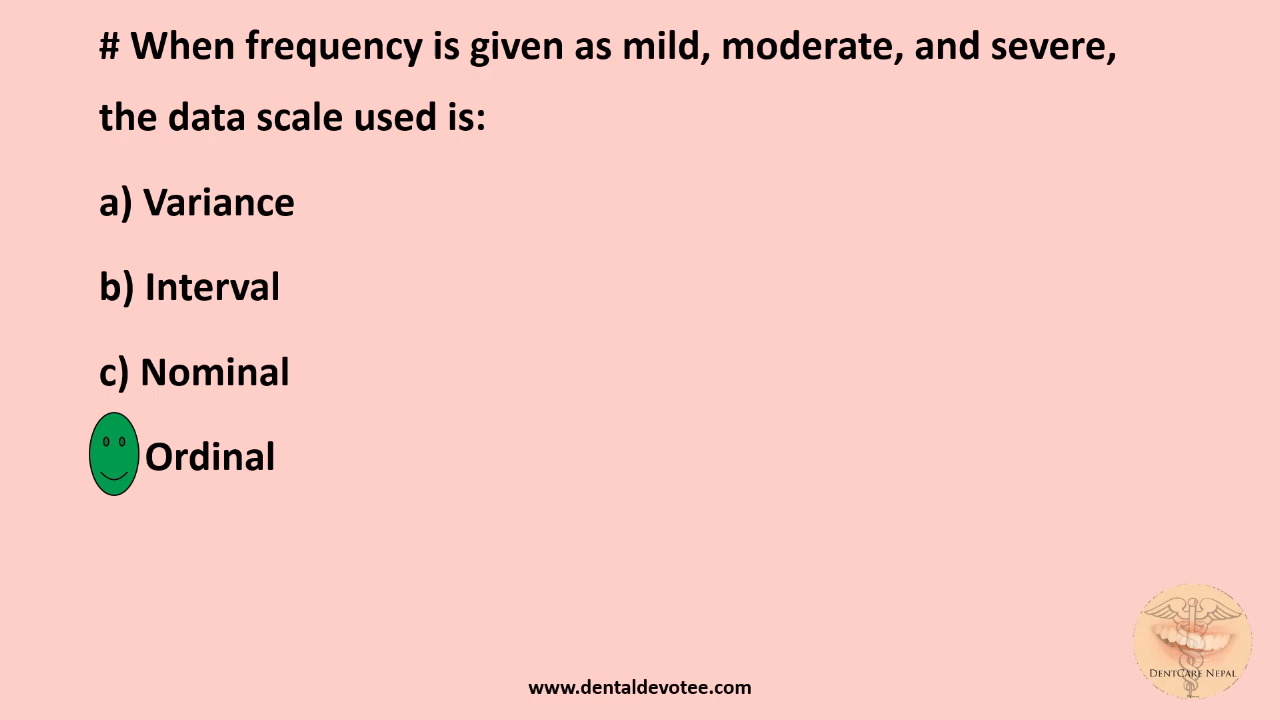 # When frequency is given as mild, moderate, and severe,
the data scale used is:
a) Variance
b) Interval
c) Nominal
Ordinal
DentCare Nepal
www.dentaldevotee.com